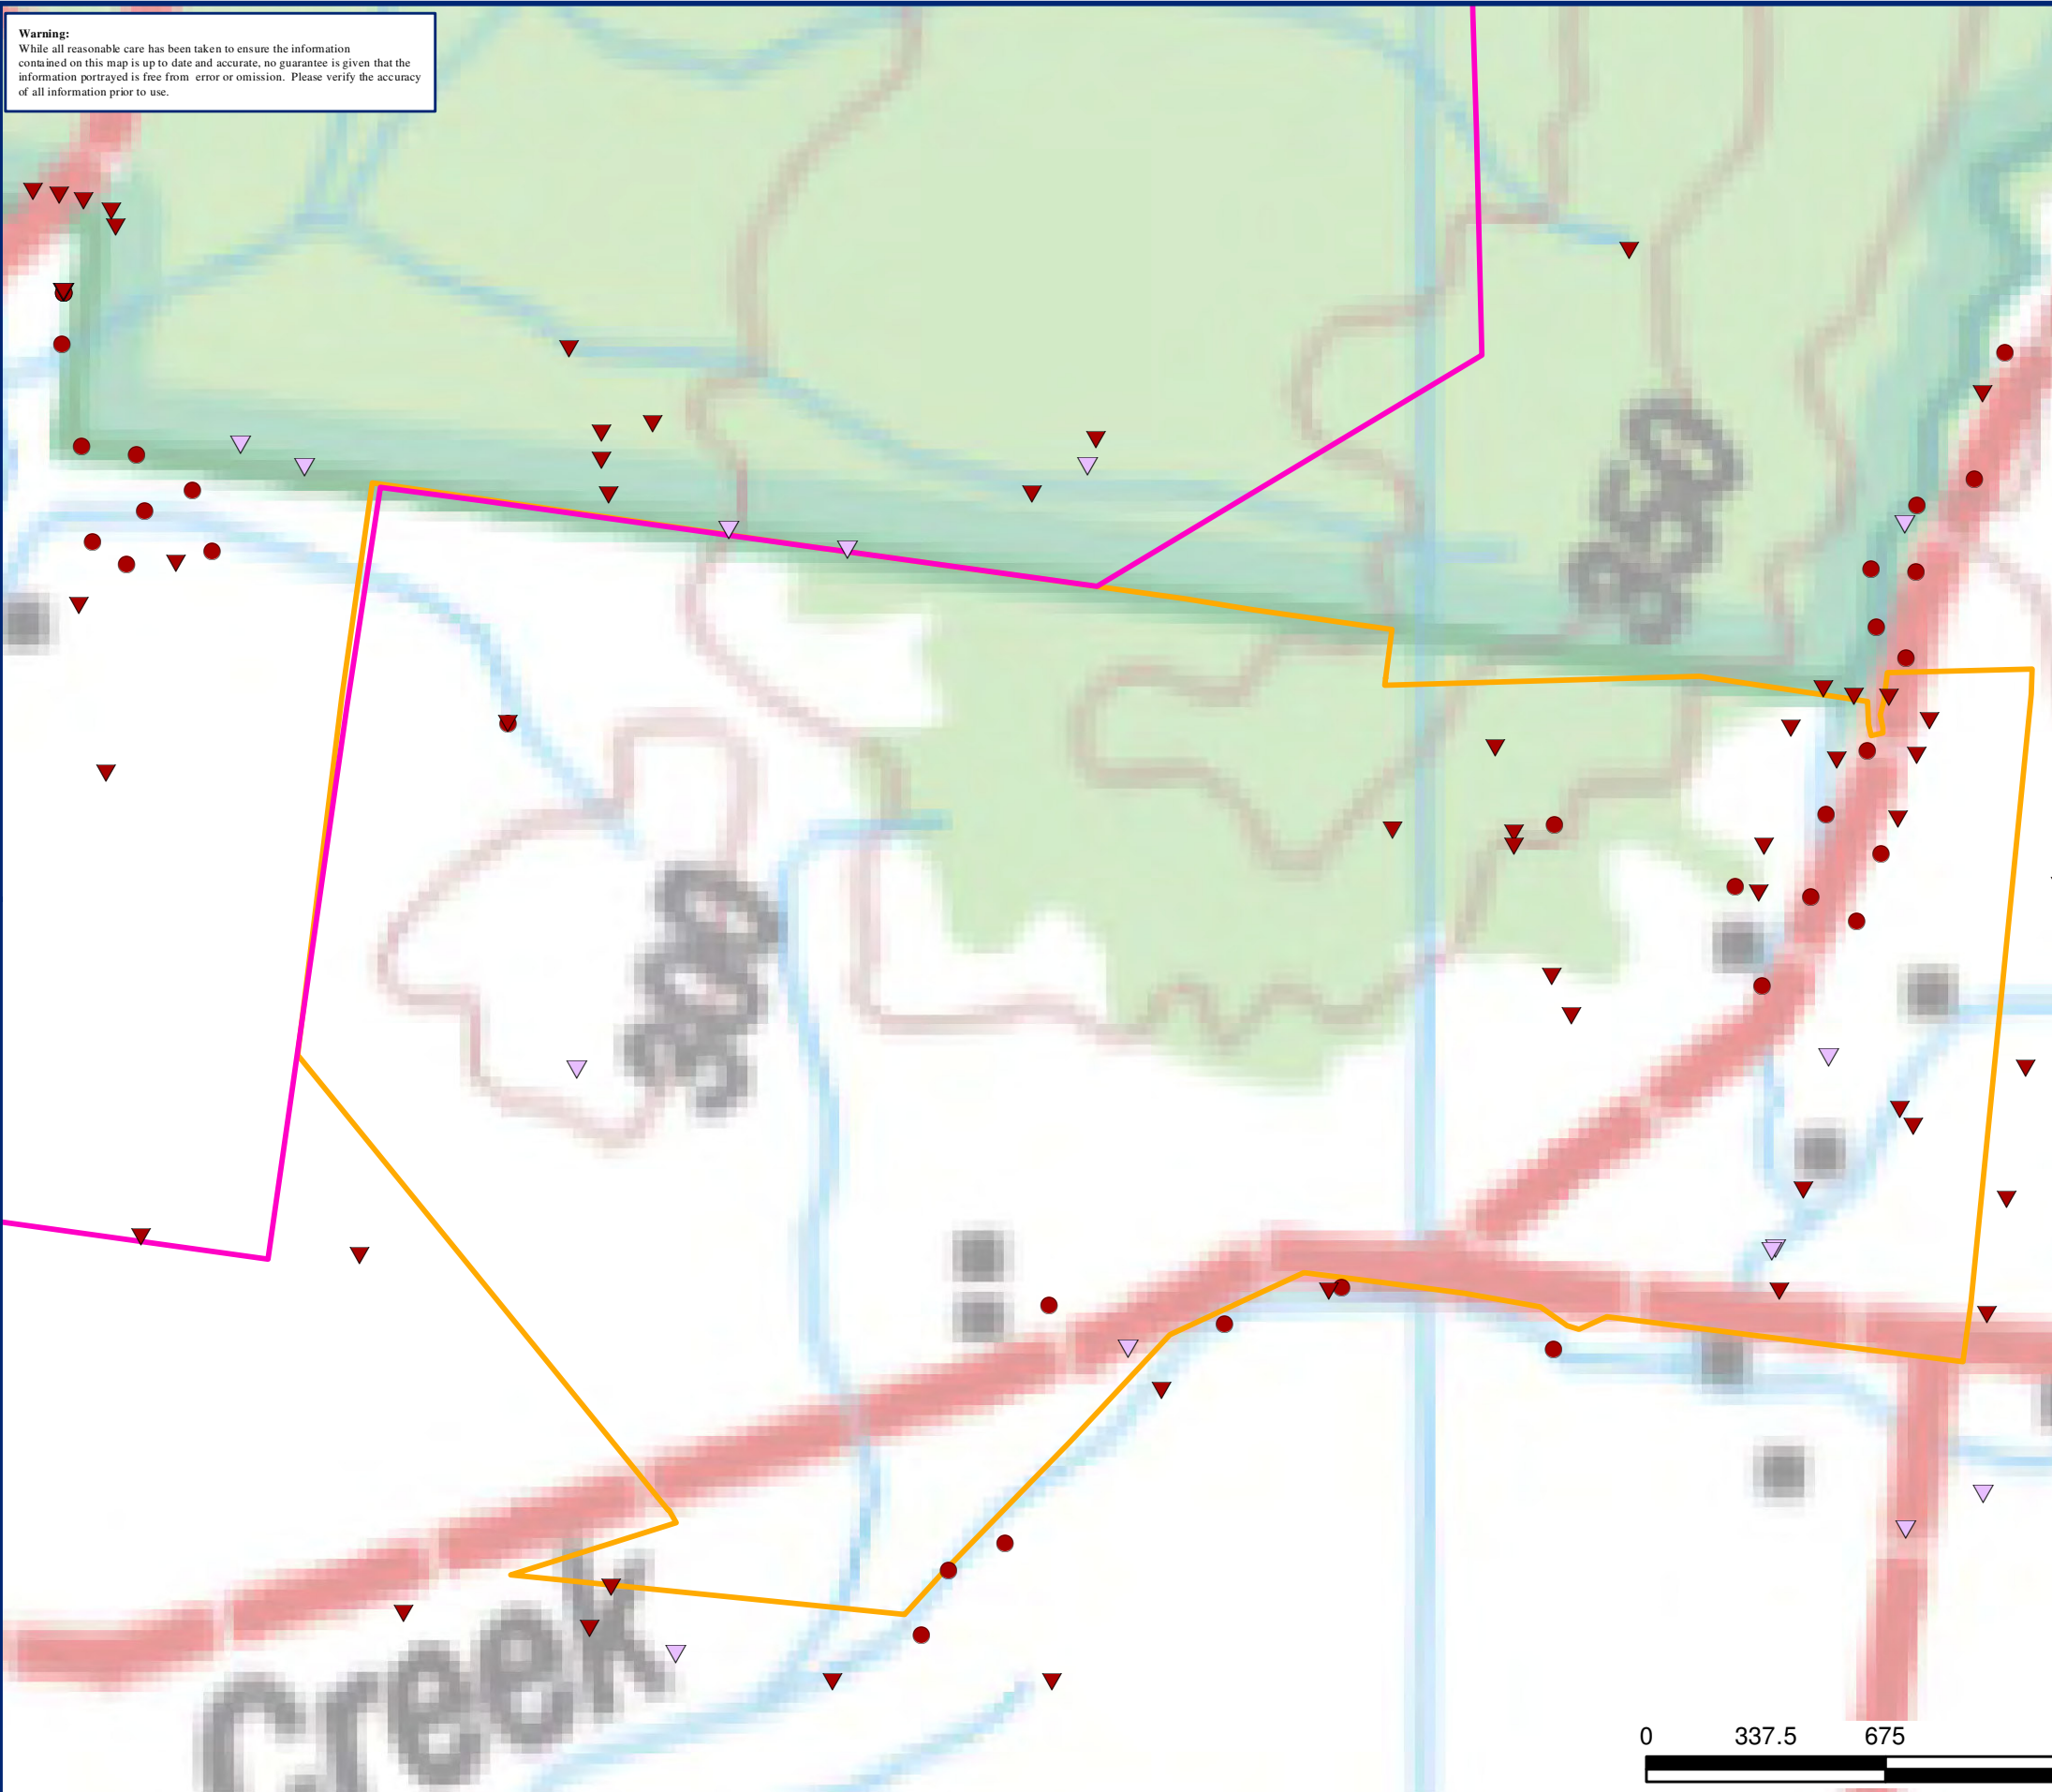 Warning:
While all reasonable care has been taken to ensure the information
contained on this map is up to date and accurate, no guarantee is given that the
information portrayed is free from error or omission. Please verify the accuracy
of all information prior to use.
350
300
Creek
0 337.5 675